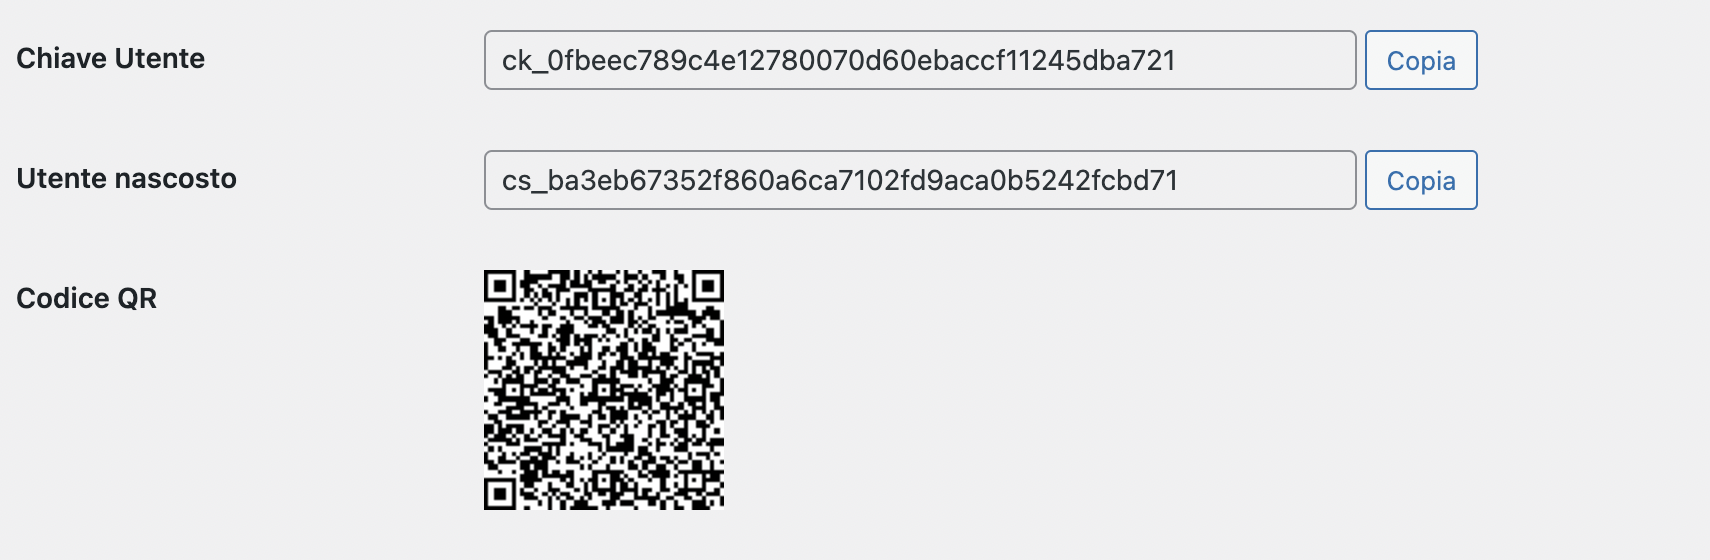 Chiave Utente
ck_0fbeec789c4e12780070d60ebaccf11245dba721
Copia
Utente nascosto
cs_ba3eb67352f860a6ca7102fd9aca0b5242fcbd71
Copia
Codice QR